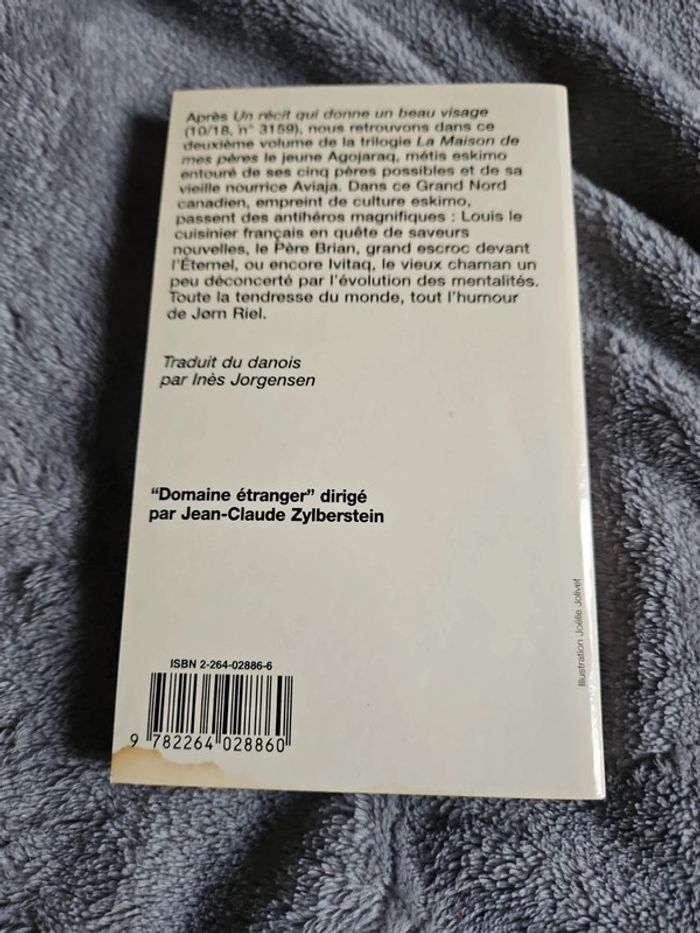 Après Un récit qui donne un beau visage
(10/18, n° 3159), nous retrouvons dans ce
deuxième volume de la trilogie La Maison de
mes pères le jeune Agojaraq, métis eskimo
entouré de ses cinq pères possibles et de sa
vieille nourrice Aviaja. Dans ce Grand Nord
canadien, empreint de culture eskimo,
passent des antihéros magnifiques : Louis le
cuisinier français en quête de saveurs
nouvelles, le Père Brian, grand escroc devant
l'Éternel, ou encore Ivitaq, le vieux chaman un
peu déconcerté par l'évolution des mentalités.
Toute la tendresse du monde, tout l'humour
de Jørn Riel.
Traduit du danois
par Inès Jorgensen
"Domaine étranger" dirigé
par Jean-Claude Zylberstein
Illustration Joëlle Jolivet
ISBN 2-264-02886-6
9 782264 028860